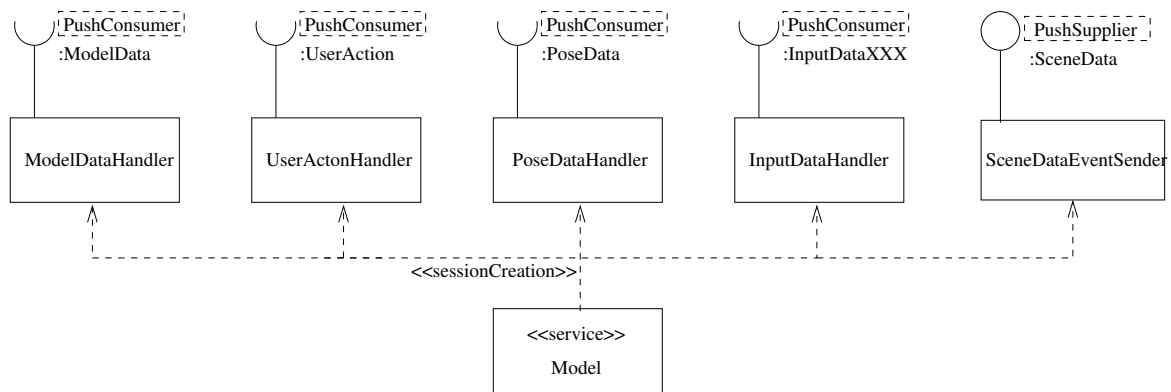 PushConsumer
:ModelData
PushConsumer
:UserAction
PushConsumer
:PoseData
PushConsumer
:InputDataXXX
PushSupplier
:SceneData
ModelDataHandler
UserActonHandler
PoseDataHandler
InputDataHandler
SceneDataEventSender
<<sessionCreation>>
<<service>>
Model